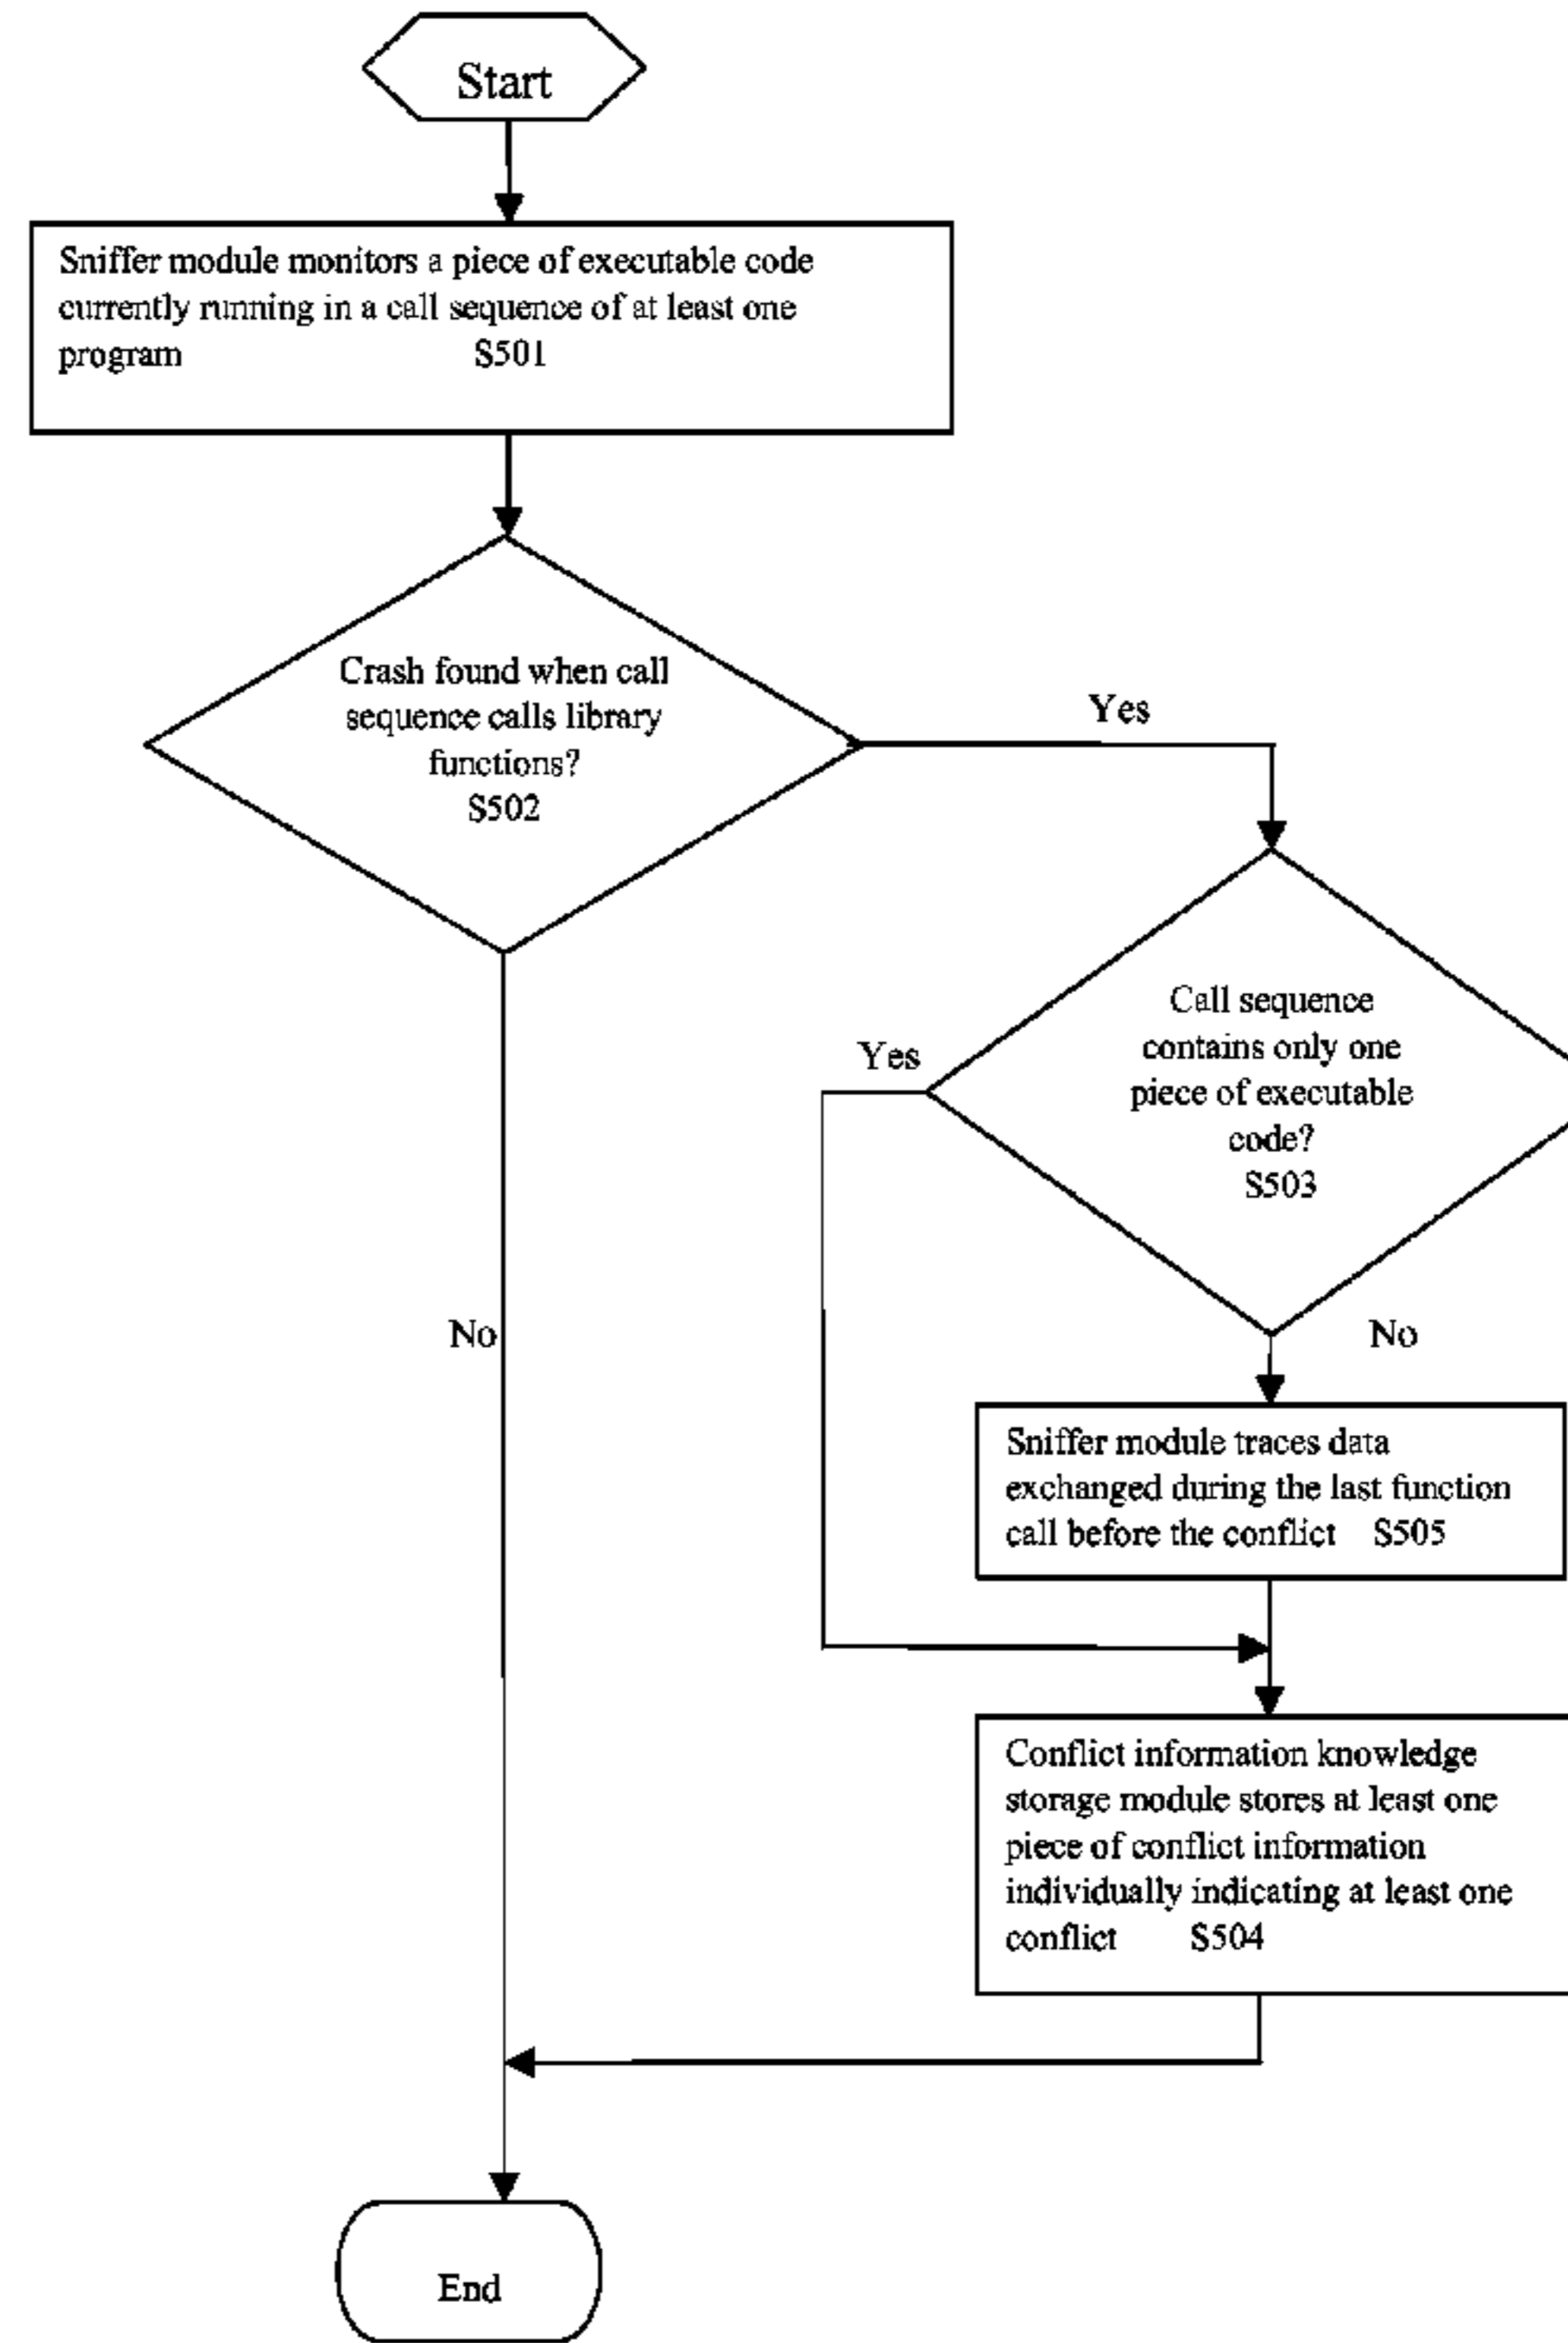 Start
Sniffer module monitors a piece of executable code
currently running in a call sequence of at least one
program S501
Crash found when call
sequence calls library
functions?
S502
Yes
Call sequence
contains only one
piece of executable
code?
S503
Yes
No
No
Sniffer module traces data
exchanged during the last function
call before the conflict S505
Conflict information knowledge
storage module stores at least one
piece of conflict information
individually indicating at least one
conflict S504
End